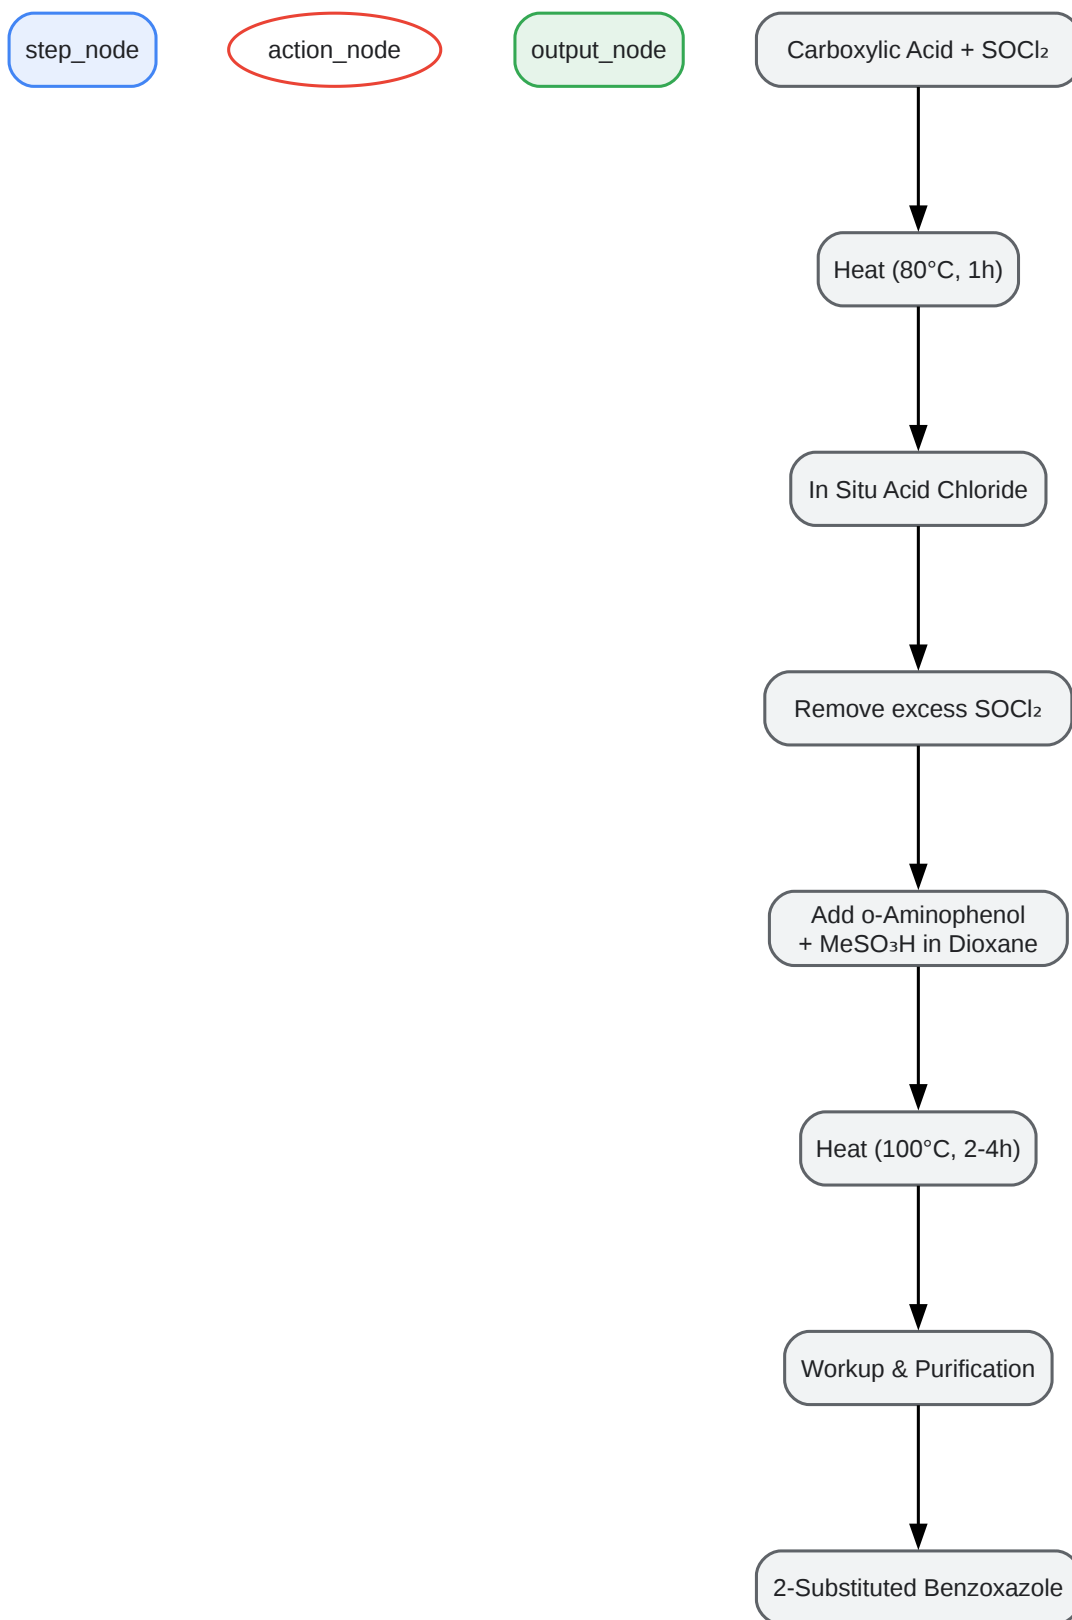 step_node
action_node
output_node
Carboxylic Acid + SOCl₂
Heat (80°C, 1h)
In Situ Acid Chloride
Remove excess SOCl₂
Add o-Aminophenol
+ MeSO₃H in Dioxane
Heat (100°C, 2-4h)
Workup & Purification
2-Substituted Benzoxazole